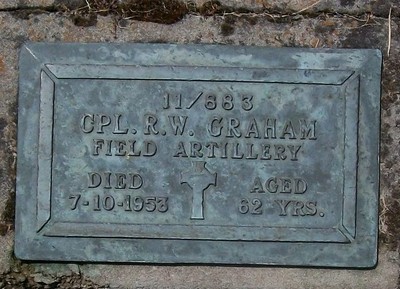 11/883
CPL. R.W. GRAHAM
FIELD ARTILLERY
DIED AGED
7-10-1953 62 YRS.